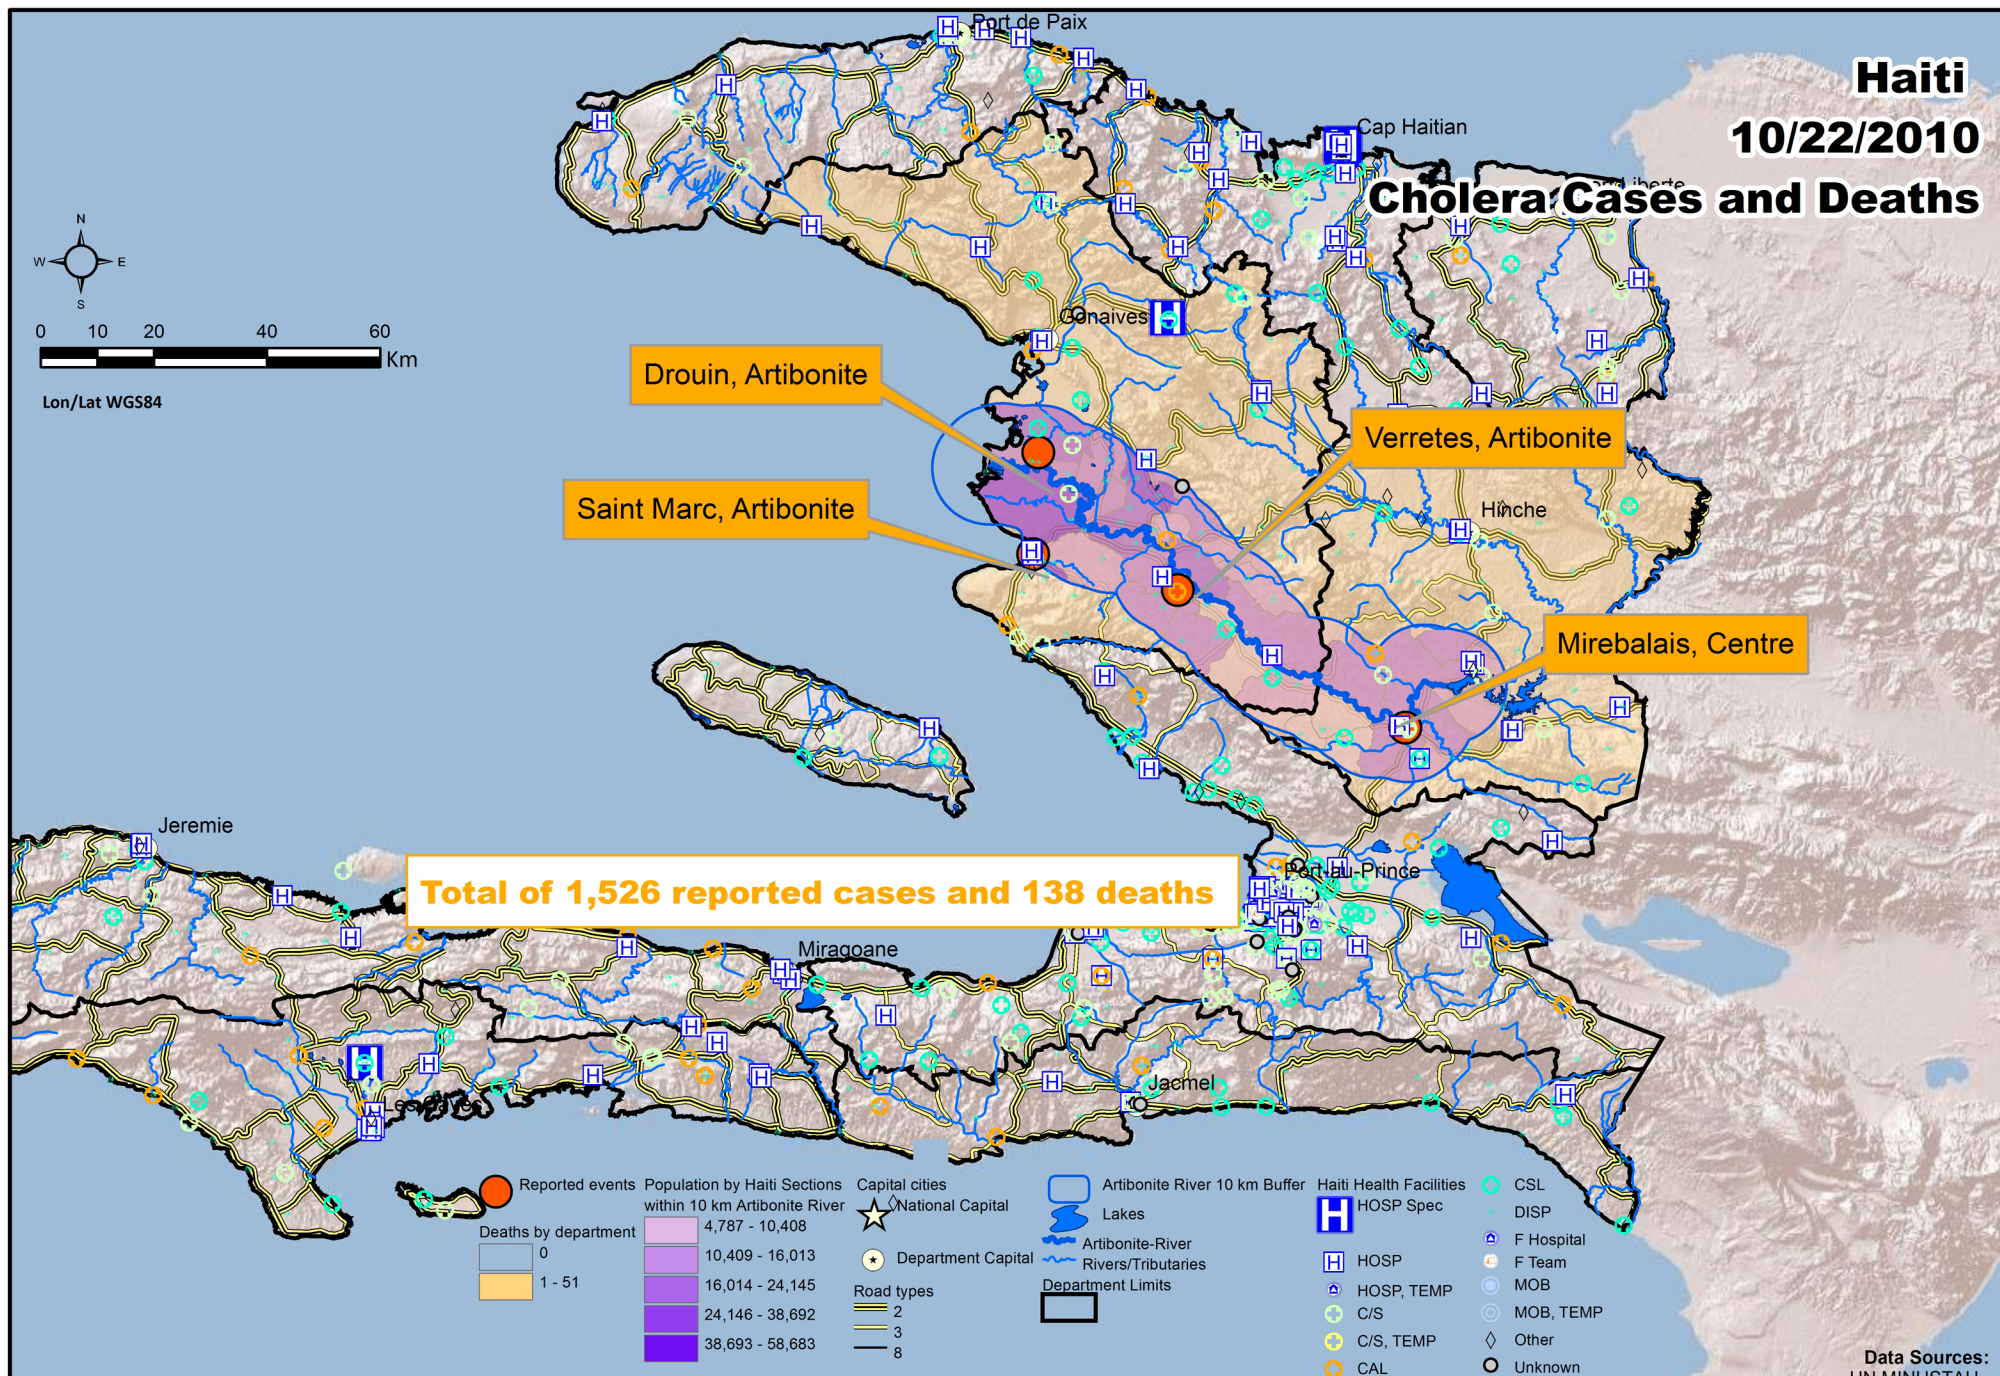 Haiti
10/22/2010
Cholera Cases and Deaths
Port de Paix
Cap Haitian
N
W
E
S
0 10 20 40 60
Km
Lon/Lat WGS84
Gonaives
Drouin, Artibonite
Verretes, Artibonite
Saint Marc, Artibonite
Hinche
Mirebalais, Centre
Jeremie
Port-au-Prince
Total of 1,526 reported cases and 138 deaths
Miragoane
Jacmel
Reported events
Deaths by department
0
1 - 51
Population by Haiti Sections
within 10 km Artibonite River
4,787 - 10,408
10,409 - 16,013
16,014 - 24,145
24,146 - 38,692
38,693 - 58,683
Capital cities
National Capital
Department Capital
Road types
2
3
8
Artibonite River 10 km Buffer
Lakes
Artibonite-River
Rivers/Tributaries
Department Limits
Haiti Health Facilities
HOSP Spec
HOSP
HOSP, TEMP
C/S
C/S, TEMP
CAL
CSL
DISP
F Hospital
F Team
MOB
MOB, TEMP
Other
Unknown
Data Sources: